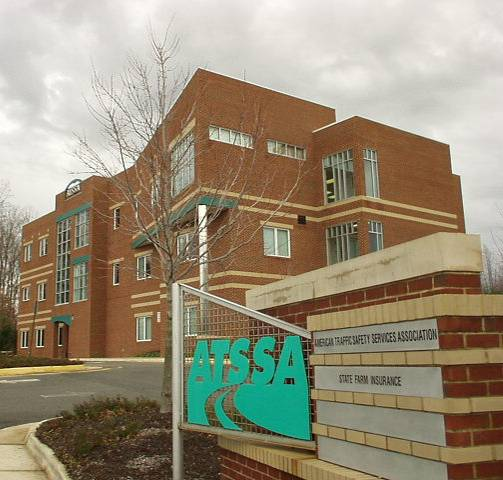 ATSSA
AMERICAN TRAFFIC SAFETY SERVICES ASSOCIATION
STATE FARM INSURANCE